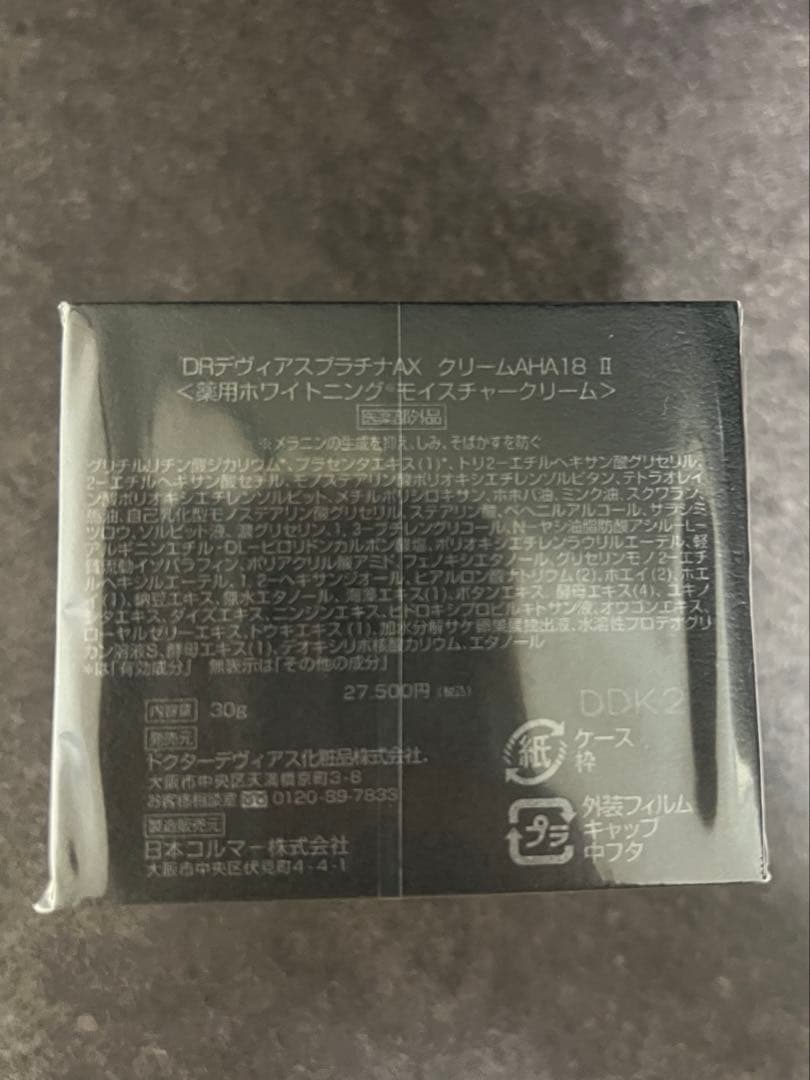 DRデヴィアスプラチナAX クリームAHA18 Ⅱ
<薬用ホワイトニング※モイスチャークリーム>
医薬部外品
※メラニンの生成を抑え、しみ、そばかすを防ぐ
グリチルリチン酸ジカリウム*、プラセンタエキス(1)*、トリ2-エチルヘキサン酸グリセリル、
2-エチルヘキサン酸セチル、モノステアリン酸ポリオキシエチレンソルビタン、テトラオレイ
ン酸ポリオキシエチレンソルビット、メチルポリシロキサン、ホホバ油、ミンク油、スクワラン、
馬油、自己乳化型モノステアリン酸グリセリル、ステアリン酸、ベヘニルアルコール、サラシミ
ツロウ、ソルビット液、濃グリセリン、1,3-ブチレングリコール、N-ヤシ油脂肪酸アシル-L-
アルギニンエチル・DL-ピロリドンカルボン酸塩、ポリオキシエチレンラウリルエーテル、軽
質流動イソパラフィン、ポリアクリル酸アミド、フェノキシエタノール、グリセリンモノ2-エチ
ルヘキシルエーテル、1,2-ヘキサンジオール、ヒアルロン酸ナトリウム(2)、ホエイ(2)、ホエ
イ(1)、納豆エキス、無水エタノール、海藻エキス(1)、ボタンエキス、酵母エキス(4)、エキノ
シタエキス、ダイズエキス、ニンジンエキス、ヒドロキシプロピルキトサン液、オウゴンエキス、
ローヤルゼリーエキス、トウキエキス(1)、加水分解サケ卵巣抽出液、水溶性プロテオグリ
カン溶液S、酵母エキス(1)、デオキシリボ核酸カリウム、エタノール
*は「有効成分」 無表示は「その他の成分」
27,500円(税込)
DDK2
内容量 30g
発売元
ドクターデヴィアス化粧品株式会社.
大阪市中央区天満橋京町3-8
お客様相談室 0120-39-7833
製造販売元
日本コルマー株式会社
大阪市中央区伏見町4-4-1
紙 ケース
枠
プラ 外装フィルム
キャップ
中フタ